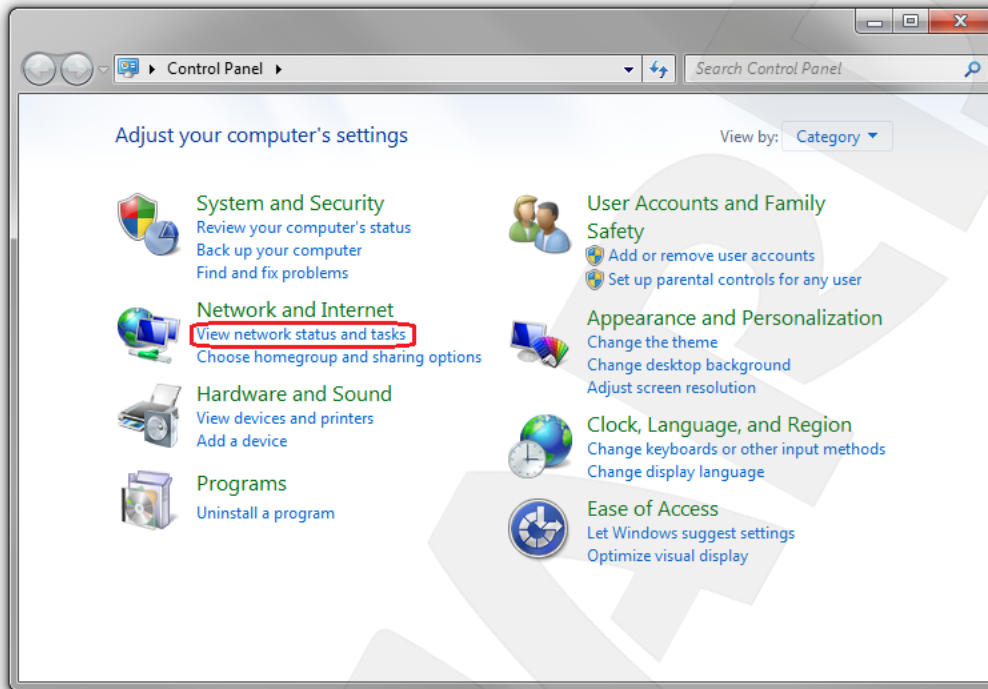 Control Panel
Search Control Panel
Adjust your computer's settings
View by: Category
System and Security
Review your computer's status
Back up your computer
Find and fix problems
Network and Internet
View network status and tasks
Choose homegroup and sharing options
Hardware and Sound
View devices and printers
Add a device
Programs
Uninstall a program
User Accounts and Family
Safety
Add or remove user accounts
Set up parental controls for any user
Appearance and Personalization
Change the theme
Change desktop background
Adjust screen resolution
Clock, Language, and Region
Change keyboards or other input methods
Change display language
Ease of Access
Let Windows suggest settings
Optimize visual display